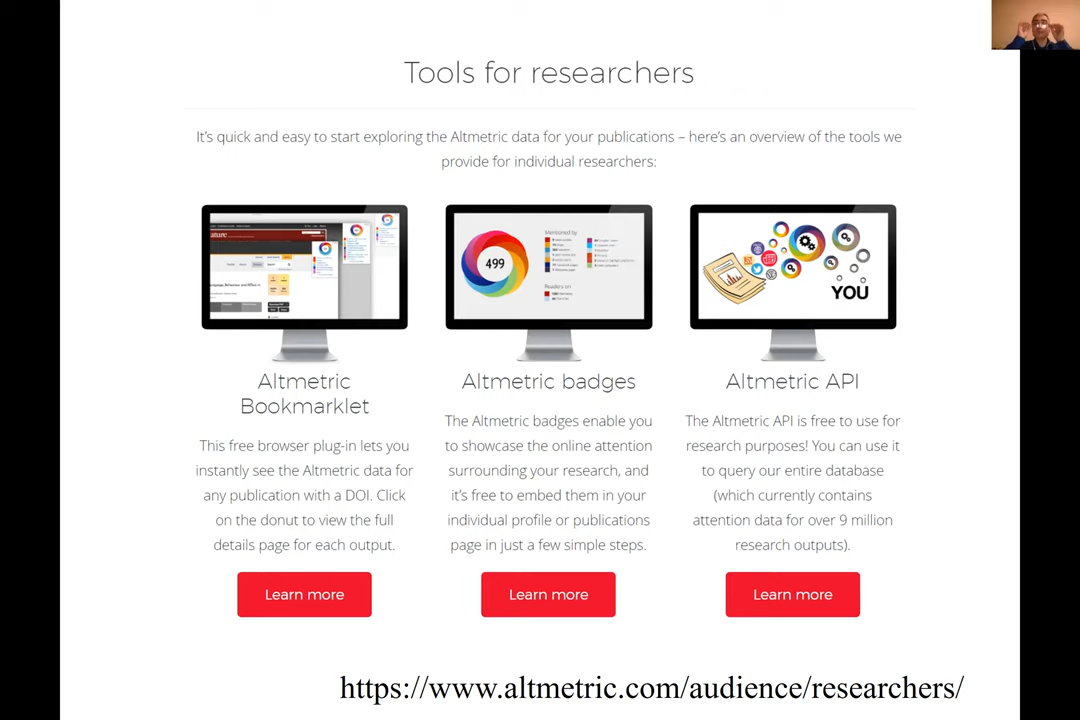 Tools for researchers
It's quick and easy to start exploring the Altmetric data for your publications – here's an overview of the tools we
provide for individual researchers:
499
Mentioned by
Readers on
YOU
Altmetric
Bookmarklet
This free browser plug-in lets you
instantly see the Altmetric data for
any publication with a DOI. Click
on the donut to view the full
details page for each output.
Learn more
Altmetric badges
The Altmetric badges enable you
to showcase the online attention
surrounding your research, and
it's free to embed them in your
individual profile or publications
page in just a few simple steps.
Learn more
Altmetric API
The Altmetric API is free to use for
research purposes! You can use it
to query our entire database
(which currently contains
attention data for over 9 million
research outputs).
Learn more
https://www.altmetric.com/audience/researchers/